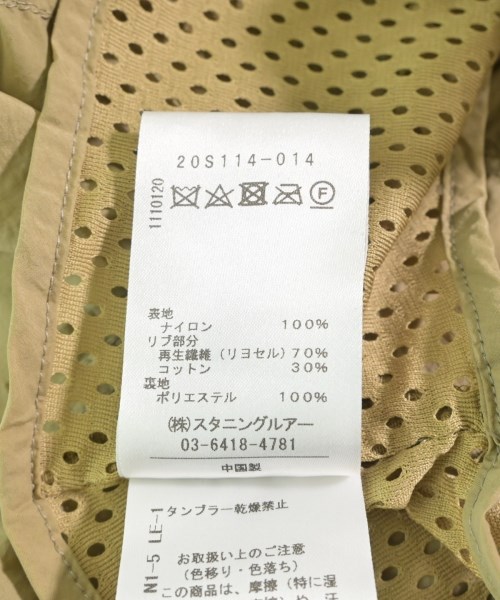 20S114-014
1110120
F
表地
ナイロン 100%
リブ部分
再生繊維 (リヨセル) 70%
コットン 30%
裏地
ポリエステル 100%
(株)スタニングルアー
03-6418-4781
中国製
N1-5 LE-1
タンブラー乾燥禁止
お取扱い上のご注意
(色移り・色落ち)
この商品は、摩擦 (特に湿